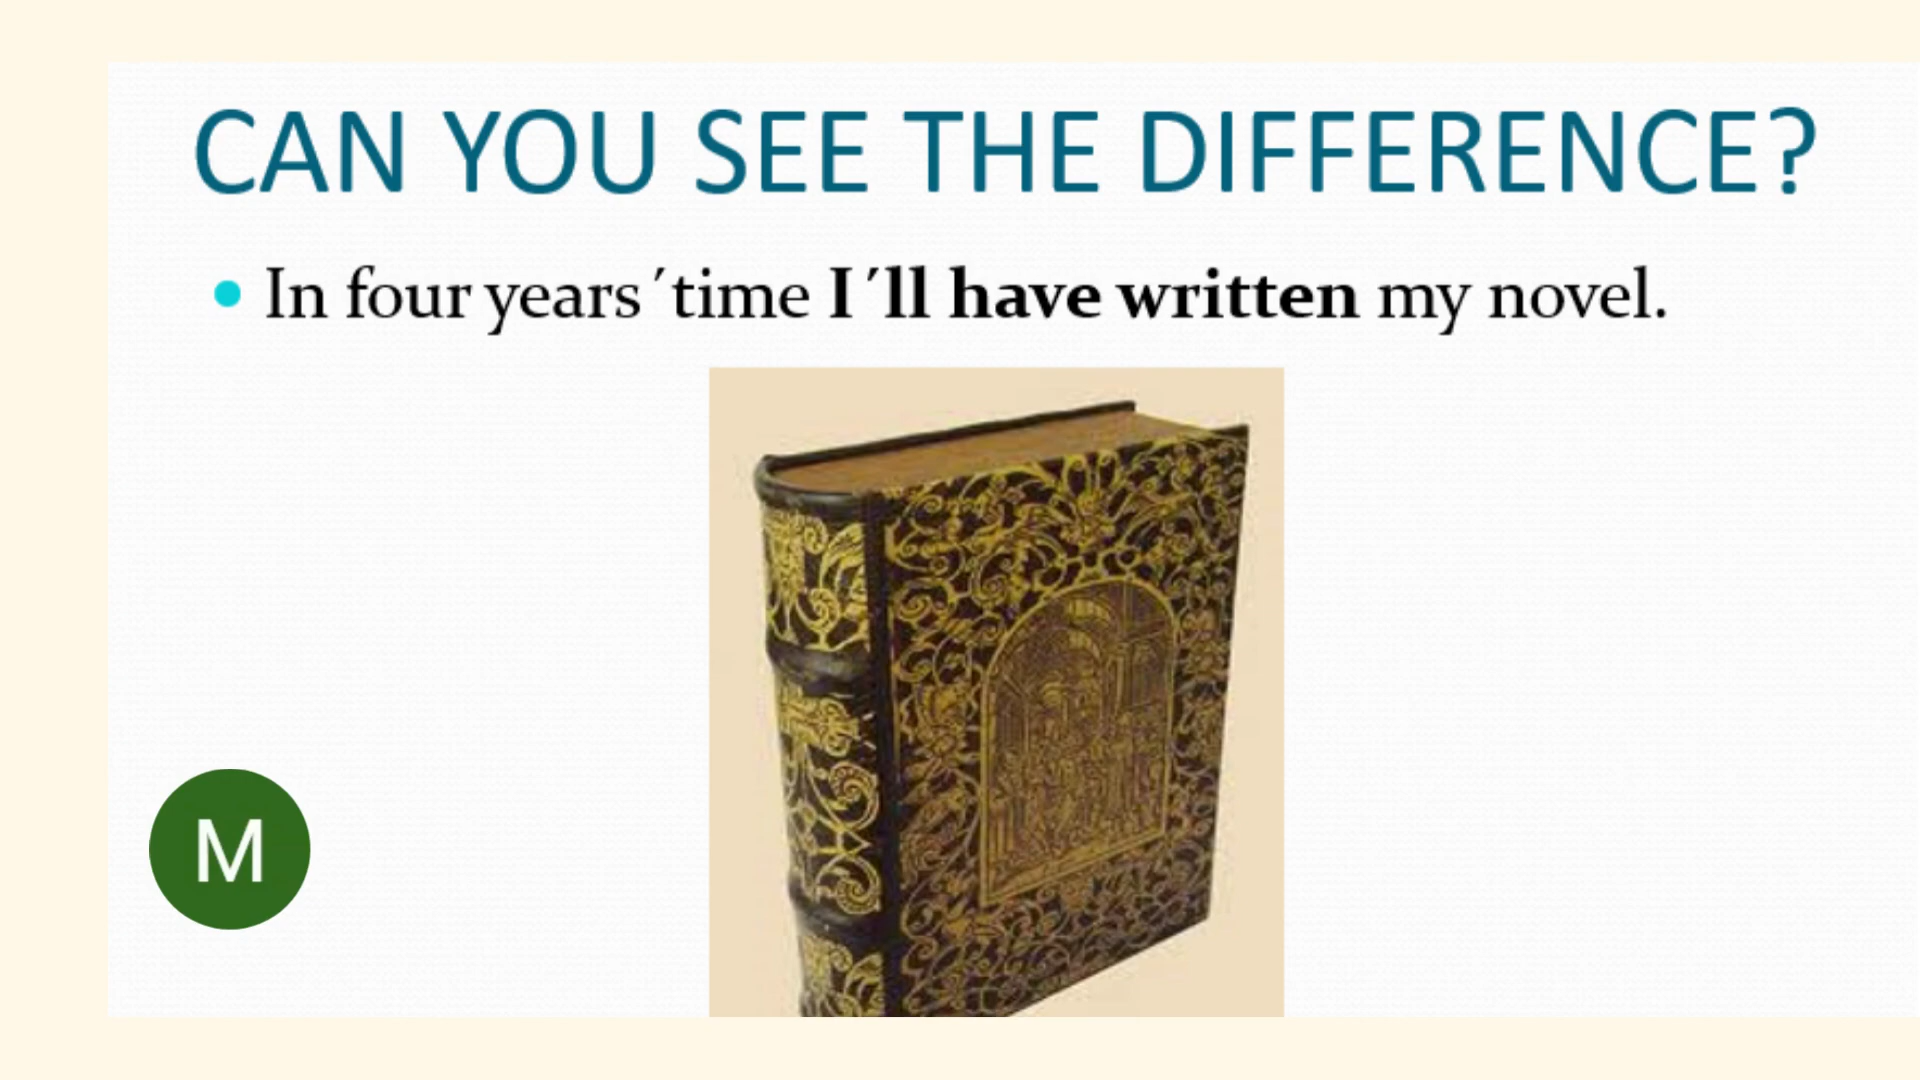 CAN YOU SEE THE DIFFERENCE?
In four years ´time I ´ll have written my novel.
M